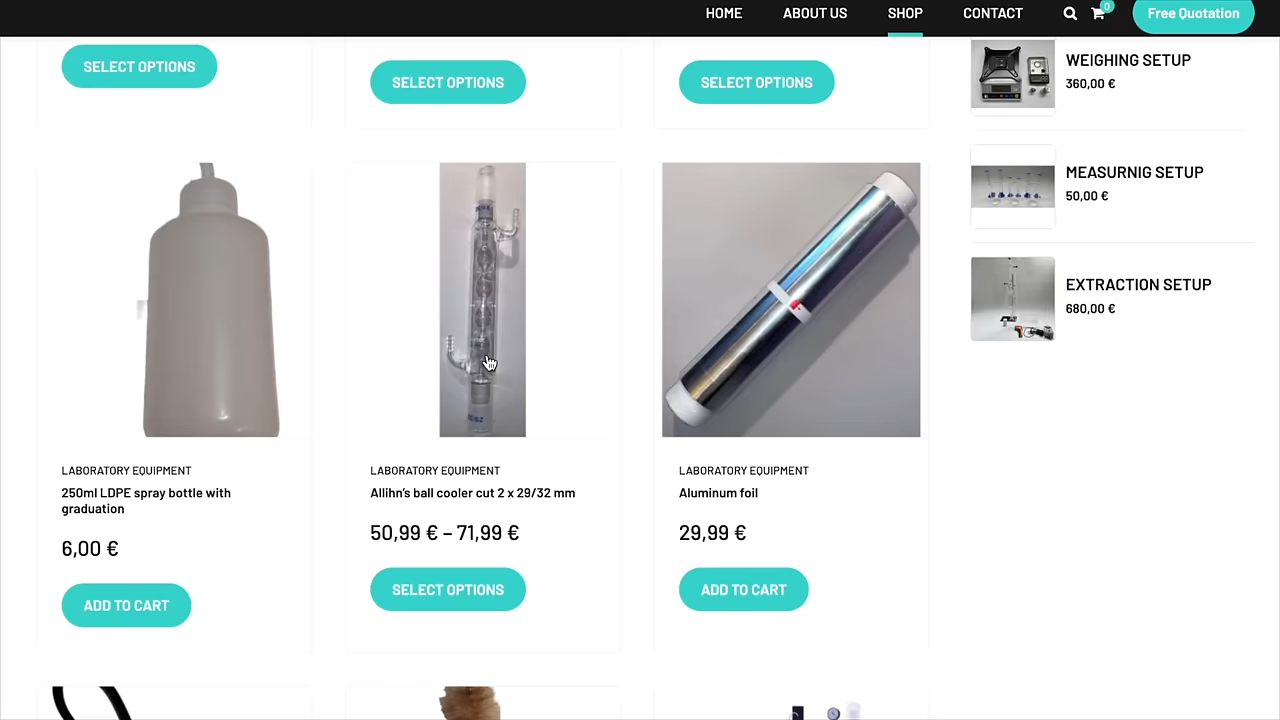 HOME
ABOUT US
SHOP
CONTACT
0
Free Quotation
SELECT OPTIONS
SELECT OPTIONS
SELECT OPTIONS
WEIGHING SETUP
360,00 €
MEASURNIG SETUP
50,00 €
EXTRACTION SETUP
680,00 €
LABORATORY EQUIPMENT
250ml LDPE spray bottle with
graduation
6,00 €
ADD TO CART
LABORATORY EQUIPMENT
Allihn’s ball cooler cut 2 x 29/32 mm
50,99 € – 71,99 €
SELECT OPTIONS
LABORATORY EQUIPMENT
Aluminum foil
29,99 €
ADD TO CART